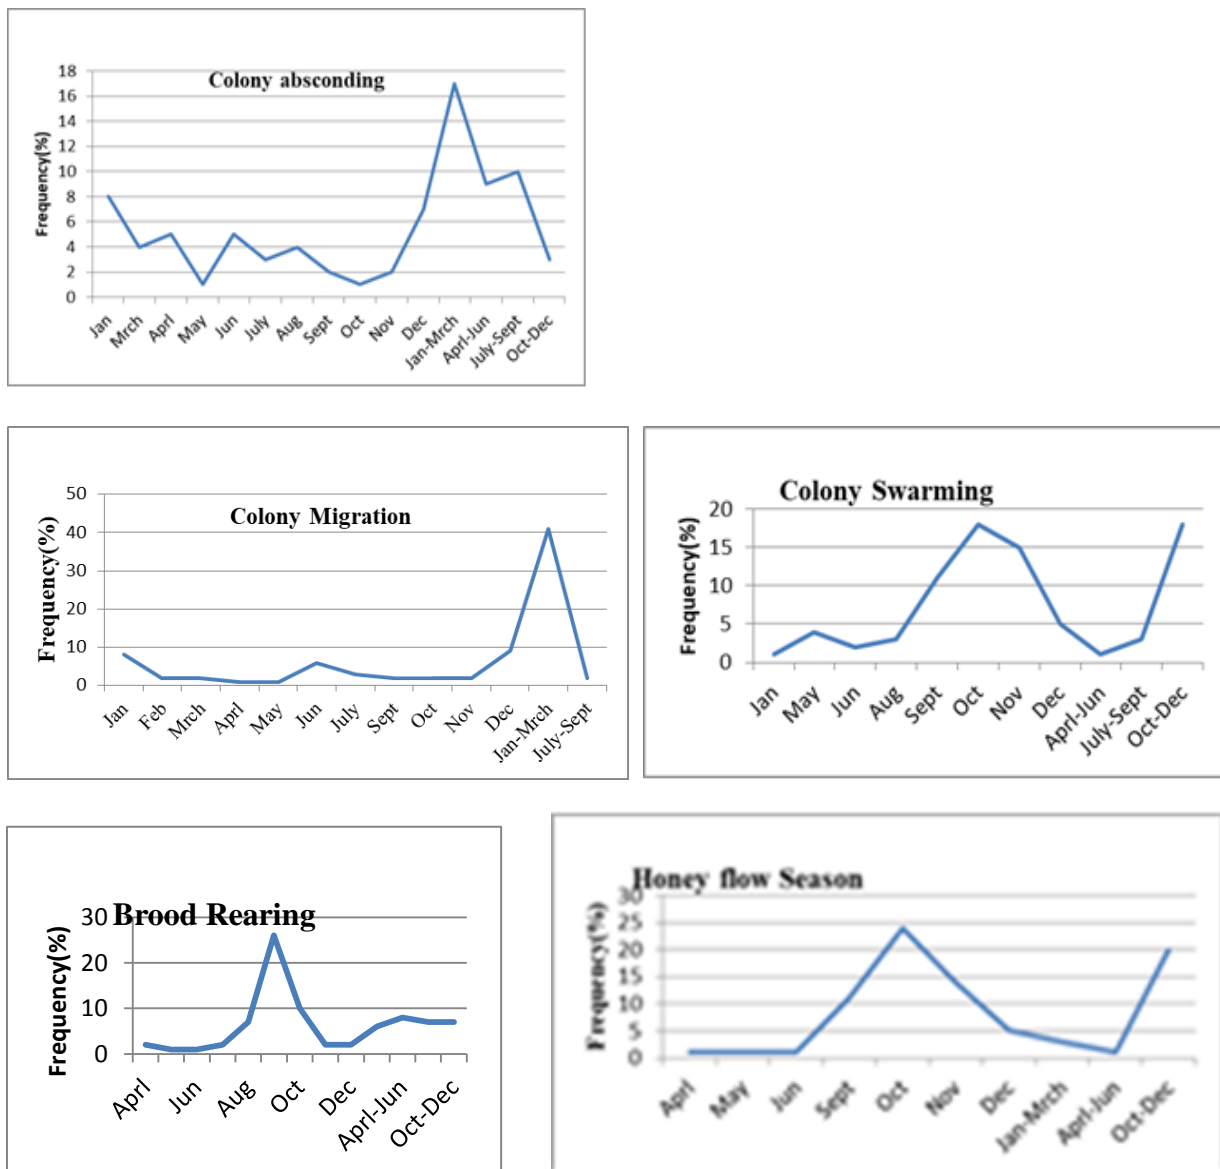 Colony absconding
Frequency(%)
18
16
14
12
10
8
6
4
2
0
Jan
Mrch
Aprl
May
Jun
July
Aug
Sept
Oct
Nov
Dec
Jan-Mrch
Aprl-Jun
July-Sept
Oct-Dec
Colony Migration
Frequency(%)
50
40
30
20
10
0
Jan
Feb
Mrch
Aprl
May
Jun
July
Sept
Oct
Nov
Dec
Jan-Mrch
July-Sept
Colony Swarming
Frequency(%)
20
15
10
5
0
Jan
May
Jun
Aug
Sept
Oct
Nov
Dec
Aprl-Jun
July-Sept
Oct-Dec
Brood Rearing
Frequency(%)
30
20
10
0
Aprl
Jun
Aug
Oct
Dec
Aprl-Jun
Oct-Dec
Honey flow Season
Frequency(%)
30
25
20
15
10
5
0
Aprl
May
Jun
Sept
Oct
Nov
Dec
Jan-Mrch
Aprl-Jun
Oct-Dec